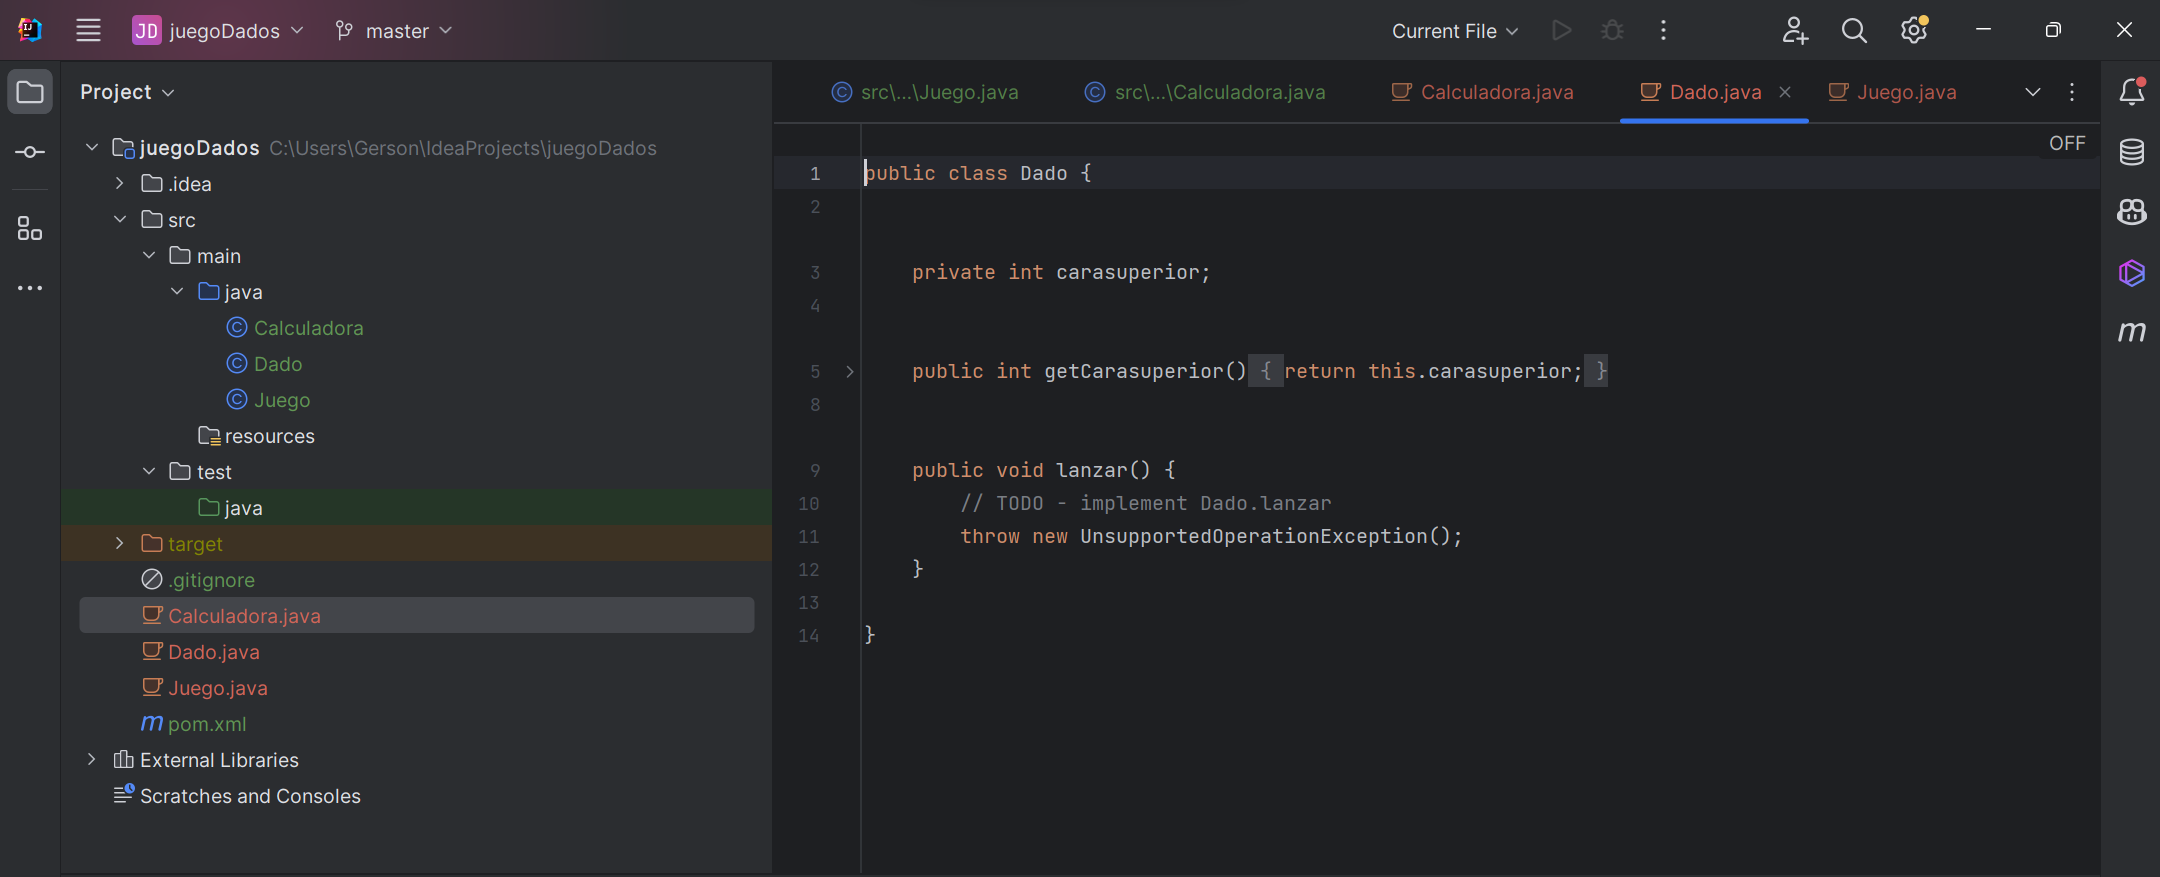 JD juegoDados master Current File
Project
src\...\Juego.java src\...\Calculadora.java Calculadora.java Dado.java Juego.java
OFF
juegoDados C:\Users\Gerson\IdeaProjects\juegoDados
.idea
src
main
java
Calculadora
Dado
Juego
resources
test
java
target
.gitignore
Calculadora.java
Dado.java
Juego.java
m pom.xml
External Libraries
Scratches and Consoles
1 public class Dado {
2
3 private int carasuperior;
4
5 public int getCarasuperior() { return this.carasuperior; }
8
9 public void lanzar() {
10 // TODO - implement Dado.lanzar
11 throw new UnsupportedOperationException();
12 }
13
14 }
m